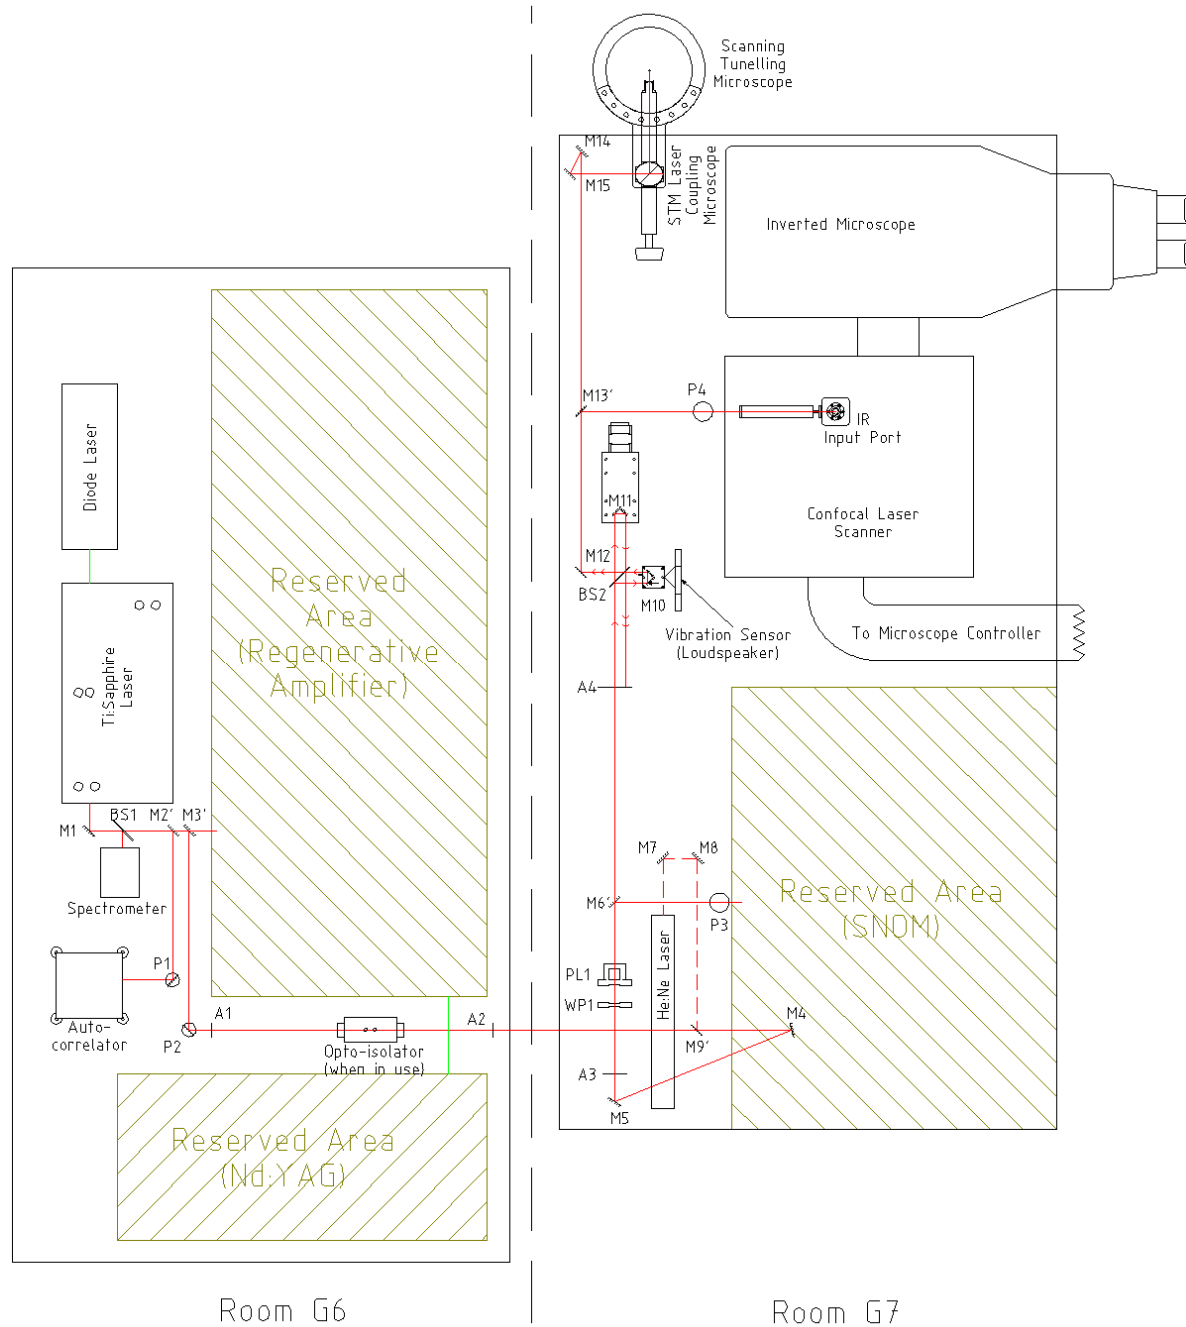 Scanning
Tunelling
Microscope
M14
M15
STM Laser
Coupling
Microscope
Inverted Microscope
M13'
P4
IR
Input Port
Diode Laser
M11
Confocal Laser
Scanner
M12
BS2
M10
Vibration Sensor
(Loudspeaker)
To Microscope Controller
Reserved
Area
(Regenerative
Amplifier)
Ti:Sapphire
Laser
A4
M1
BS1
M2'
M3'
Spectrometer
M7
M8
M6'
P3
Reserved Area
(SNOM)
He:Ne Laser
PL1
WP1
P1
Auto-
correlator
P2
A1
A2
Opto-isolator
(when in use)
M4
M9'
A3
M5
Reserved Area
(Nd:YAG)
Room G6
Room G7